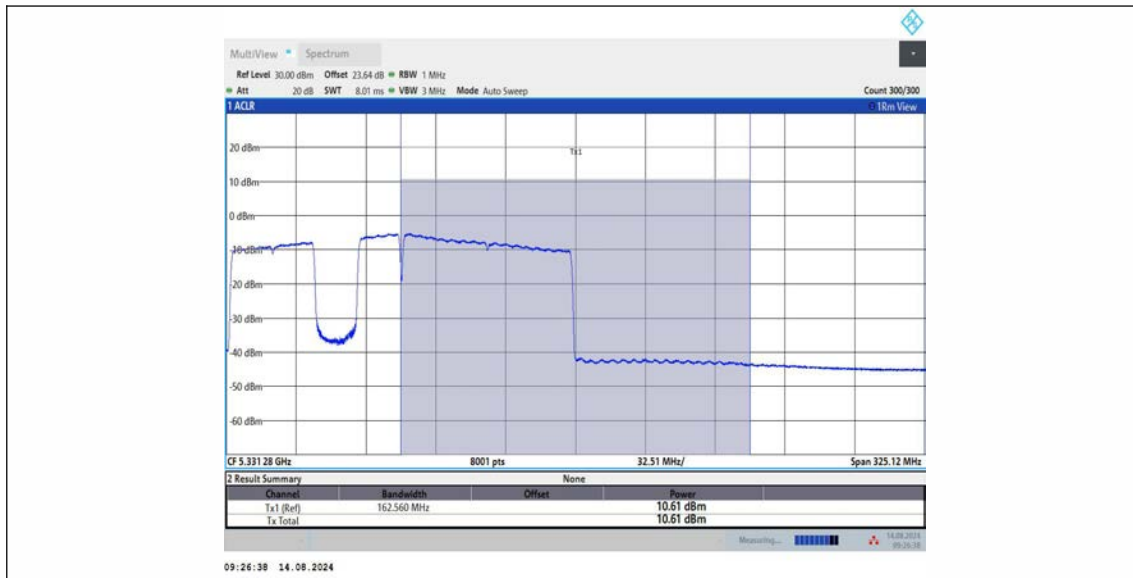 MultiView Spectrum
Ref Level 30.00 dBm Offset 23.64 dB RBW 1 MHz
Att 20 dB SWT 8.01 ms VBW 3 MHz Mode Auto Sweep Count 300/300
1 ACLR 1Rm View
20 dBm
Tx1
10 dBm
0 dBm
-10 dBm
-20 dBm
-30 dBm
-40 dBm
-50 dBm
-60 dBm
CF 5.331 28 GHz 8001 pts 32.51 MHz/ Span 325.12 MHz
2 Result Summary None
Channel Bandwidth Offset Power
Tx1 (Ref) 162.560 MHz 10.61 dBm
Tx Total 10.61 dBm
Measuring... 14.08.2024
09:26:38
09:26:38 14.08.2024